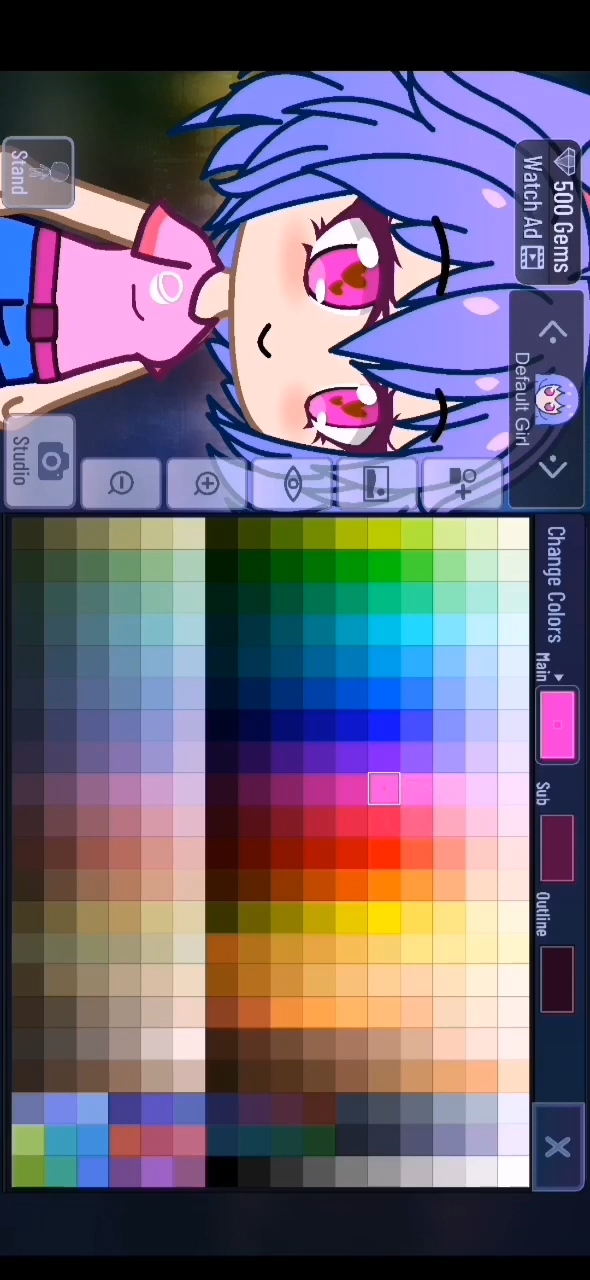 500 Gems
Watch Ad
Default Girl
Stand
Studio
Change Colors
Main
Sub
Outline
X